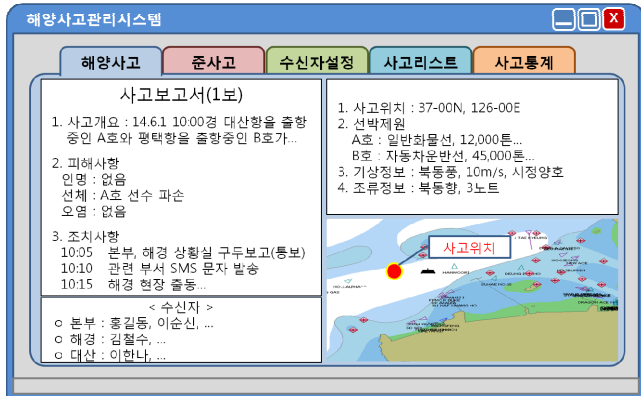 해양사고관리시스템
X
해양사고
준사고
수신자설정
사고리스트
사고통계
사고보고서(1보)
1. 사고개요 : 14.6.1 10:00경 대산항을 출항
중인 A호와 평택항을 출항중인 B호가...
2. 피해사항
인명 : 없음
선체 : A호 선수 파손
오염 : 없음
3. 조치사항
10:05 본부, 해경 상황실 구두보고(통보)
10:10 관련 부서 SMS 문자 발송
10:15 해경 현장 출동...
< 수신자 >
ㅇ 본부 : 홍길동, 이순신, ...
ㅇ 해경 : 김철수, ...
ㅇ 대산 : 이한나, ...
1. 사고위치 : 37-00N, 126-00E
2. 선박제원
A호 : 일반화물선, 12,000톤...
B호 : 자동차운반선, 45,000톤...
3. 기상정보 : 북동풍, 10m/s, 시정양호
4. 조류정보 : 북동향, 3노트
사고위치
HANWOORI